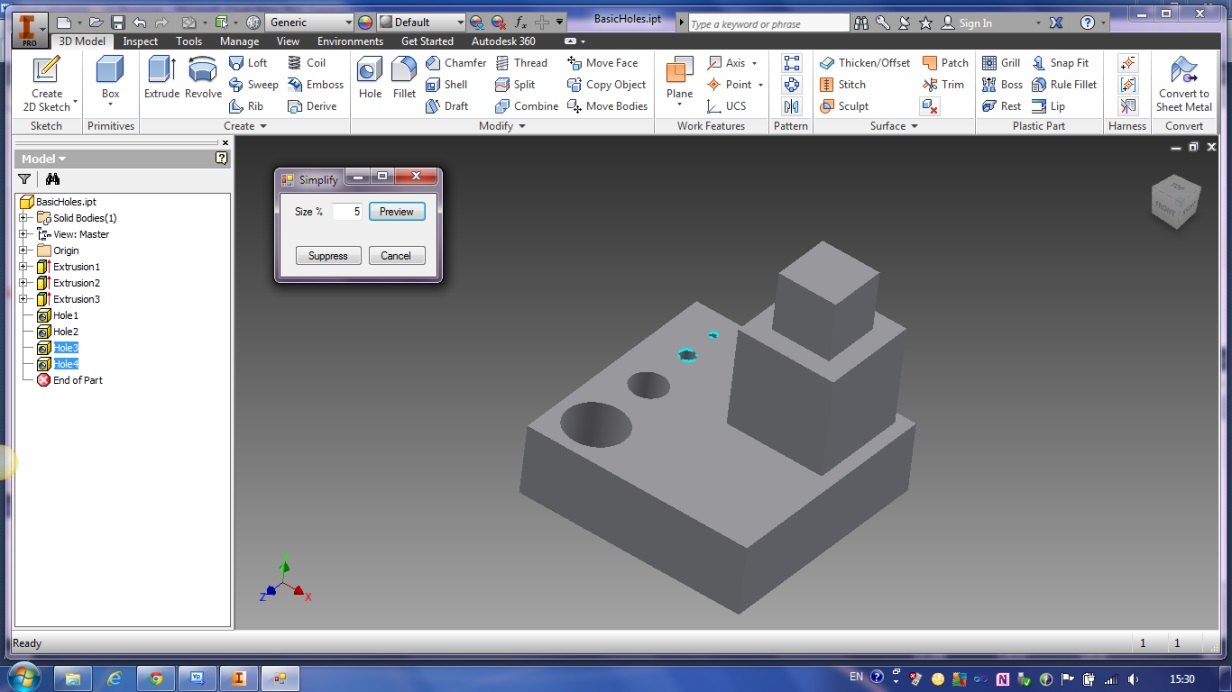 BasicHoles.ipt
Generic
Default
Type a keyword or phrase
Sign In
PRO
3D Model Inspect Tools Manage View Environments Get Started Autodesk 360
Create 2D Sketch
Sketch
Box
Primitives
Extrude Revolve
Loft Coil
Sweep Emboss
Rib Derive
Create
Hole Fillet
Chamfer Thread Move Face
Shell Split Copy Object
Draft Combine Move Bodies
Modify
Plane
Axis
Point
UCS
Work Features
Pattern
Thicken/Offset Patch
Stitch Trim
Sculpt
Surface
Grill Snap Fit
Boss Rule Fillet
Rest Lip
Plastic Part
Harness
Convert to Sheet Metal
Convert
Model
BasicHoles.ipt
Solid Bodies(1)
View: Master
Origin
Extrusion1
Extrusion2
Extrusion3
Hole1
Hole2
Hole3
Hole4
End of Part
Simplify
Size % 5 Preview
Suppress Cancel
TOP
FRONT
Z X
Ready
1 1
EN
15:30